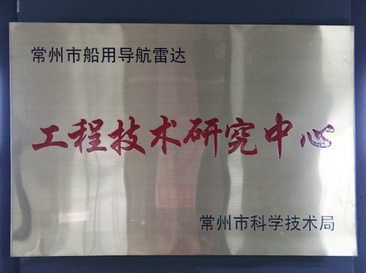 常州市船用导航雷达
工程技术研究中心
常州市科学技术局